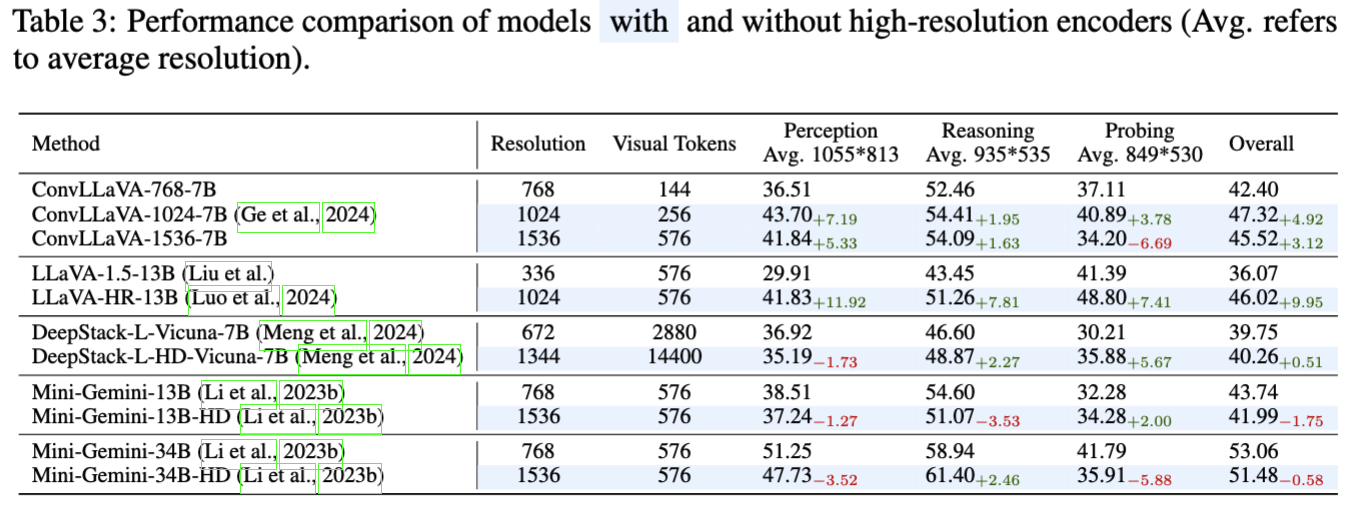 Table 3: Performance comparison of models with and without high-resolution encoders (Avg. refers
to average resolution).
Method Resolution Visual Tokens Perception Avg. 1055*813 Reasoning Avg. 935*535 Probing Avg. 849*530 Overall
ConvLLaVA-768-7B 768 144 36.51 52.46 37.11 42.40
ConvLLaVA-1024-7B (Ge et al., 2024) 1024 256 43.70+7.19 54.41+1.95 40.89+3.78 47.32+4.92
ConvLLaVA-1536-7B 1536 576 41.84+5.33 54.09+1.63 34.20−6.69 45.52+3.12
LLaVA-1.5-13B (Liu et al.) 336 576 29.91 43.45 41.39 36.07
LLaVA-HR-13B (Luo et al., 2024) 1024 576 41.83+11.92 51.26+7.81 48.80+7.41 46.02+9.95
DeepStack-L-Vicuna-7B (Meng et al., 2024) 672 2880 36.92 46.60 30.21 39.75
DeepStack-L-HD-Vicuna-7B (Meng et al., 2024) 1344 14400 35.19−1.73 48.87+2.27 35.88+5.67 40.26+0.51
Mini-Gemini-13B (Li et al., 2023b) 768 576 38.51 54.60 32.28 43.74
Mini-Gemini-13B-HD (Li et al., 2023b) 1536 576 37.24−1.27 51.07−3.53 34.28+2.00 41.99−1.75
Mini-Gemini-34B (Li et al., 2023b) 768 576 51.25 58.94 41.79 53.06
Mini-Gemini-34B-HD (Li et al., 2023b) 1536 576 47.73−3.52 61.40+2.46 35.91−5.88 51.48−0.58